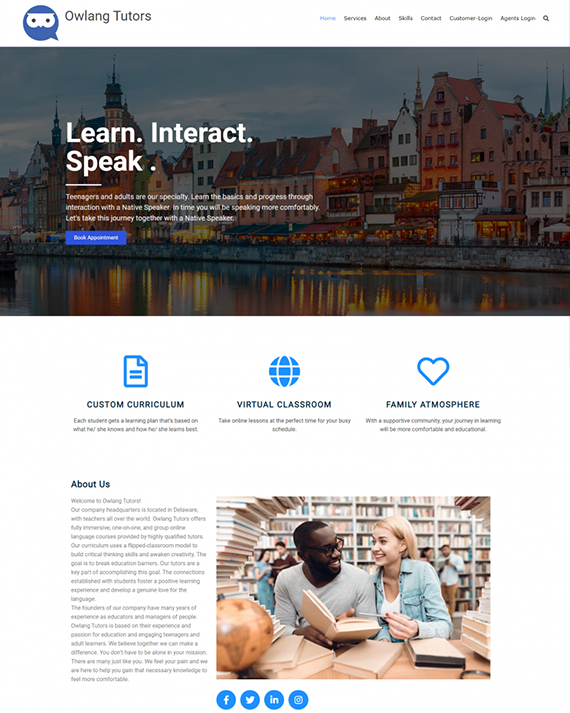 Owlang Tutors
Home Services About Skills Contact Customer-Login Agents Login
Learn. Interact.
Speak .
Teenagers and adults are our specialty. Learn the basics and progress through
interaction with a Native Speaker. In time you will be speaking more comfortably.
Let's take this journey together with a Native Speaker.
Book Appointment
CUSTOM CURRICULUM
Each student gets a learning plan that's based on
what he/ she knows and how he/ she learns best.
VIRTUAL CLASSROOM
Take online lessons at the perfect time for your busy
schedule.
FAMILY ATMOSPHERE
With a supportive community, your journey in learning
will be more comfortable and educational.
About Us
Welcome to Owlang Tutors!
Our company headquarters is located in Delaware,
with teachers all over the world. Owlang Tutors offers
fully immersive, one-on-one, and group online
language courses provided by highly qualified tutors.
Our curriculum uses a flipped-classroom model to
build critical thinking skills and awaken creativity. The
goal is to break education barriers. Our tutors are a
key part of accomplishing this goal. The connections
established with students foster a positive learning
experience and develop a genuine love for the
language.
The founders of our company have many years of
experience as educators and managers of people.
Owlang Tutors is based on their experience and
passion for education and engaging teenagers and
adult learners. We believe together we can make a
difference. You don't have to be alone in your mission.
There are many just like you. We feel your pain and we
are here to help you gain that necessary knowledge to
feel more comfortable.